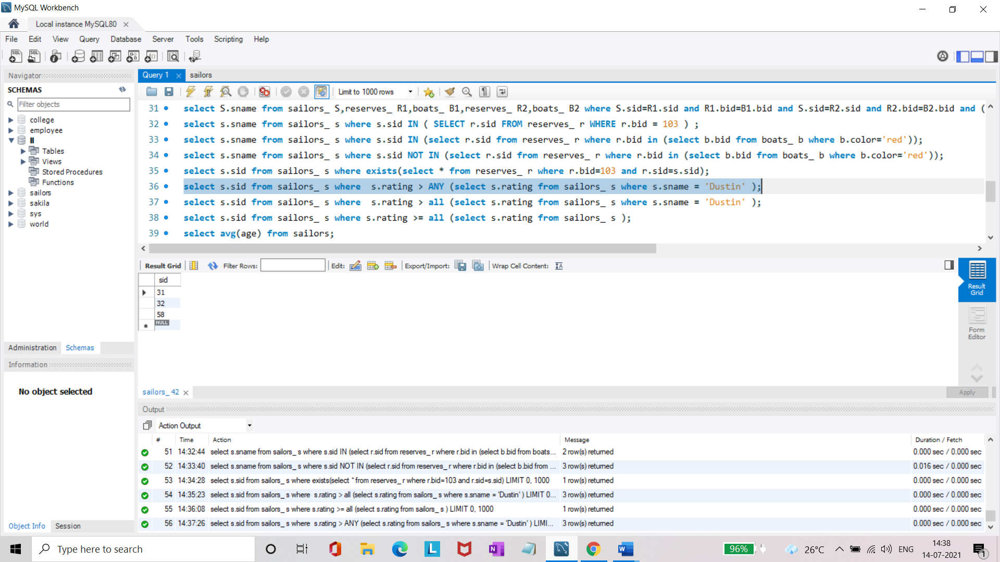 MySQL Workbench
Local instance MySQL80
File Edit View Query Database Server Tools Scripting Help
Navigator
SCHEMAS
Filter objects
college
employee
ll
Tables
Views
Stored Procedures
Functions
sailors
sakila
sys
world
Administration Schemas
Information
No object selected
Object Info Session
Query 1 sailors
Limit to 1000 rows
31 select S.sname from sailors_ S,reserves_ R1,boats_ B1,reserves_ R2,boats_ B2 where S.sid=R1.sid and R1.bid=B1.bid and S.sid=R2.sid and R2.bid=B2.bid and (
32 select s.sname from sailors_ s where s.sid IN ( SELECT r.sid FROM reserves_ r WHERE r.bid = 103 ) ;
33 select s.sname from sailors_ s where s.sid IN (select r.sid from reserves_ r where r.bid in (select b.bid from boats_ b where b.color='red'));
34 select s.sname from sailors_ s where s.sid NOT IN (select r.sid from reserves_ r where r.bid in (select b.bid from boats_ b where b.color='red'));
35 select s.sid from sailors_ s where exists(select * from reserves_ r where r.bid=103 and r.sid=s.sid);
36 select s.sid from sailors_ s where  s.rating > ANY (select s.rating from sailors_ s where s.sname = 'Dustin' );
37 select s.sid from sailors_ s where  s.rating > all (select s.rating from sailors_ s where s.sname = 'Dustin' );
38 select s.sid from sailors_ s where s.rating >= all (select s.rating from sailors_ s );
39 select avg(age) from sailors;
Result Grid Filter Rows: Edit: Export/Import: Wrap Cell Content:
sid
31
32
58
NULL
Result Grid
Form Editor
sailors_ 42
Apply
Output
Action Output
# Time Action Message Duration / Fetch
51 14:32:44 select s.sname from sailors_ s where s.sid IN (select r.sid from reserves_ r where r.bid in (select b.bid from boats... 2 row(s) returned 0.000 sec / 0.000 sec
52 14:33:40 select s.sname from sailors_ s where s.sid NOT IN (select r.sid from reserves_ r where r.bid in (select b.bid from ... 3 row(s) returned 0.016 sec / 0.000 sec
53 14:34:28 select s.sid from sailors_ s where exists(select * from reserves_ r where r.bid=103 and r.sid=s.sid) LIMIT 0, 1000 1 row(s) returned 0.000 sec / 0.000 sec
54 14:35:23 select s.sid from sailors_ s where  s.rating > all (select s.rating from sailors_ s where s.sname = 'Dustin' ) LIMIT 0... 3 row(s) returned 0.000 sec / 0.000 sec
55 14:36:08 select s.sid from sailors_ s where s.rating >= all (select s.rating from sailors_ s ) LIMIT 0, 1000 1 row(s) returned 0.000 sec / 0.000 sec
56 14:37:26 select s.sid from sailors_ s where  s.rating > ANY (select s.rating from sailors_ s where s.sname = 'Dustin' ) LIMI... 3 row(s) returned 0.000 sec / 0.000 sec
Type here to search
96% 26°C ENG 14:38
14-07-2021
1